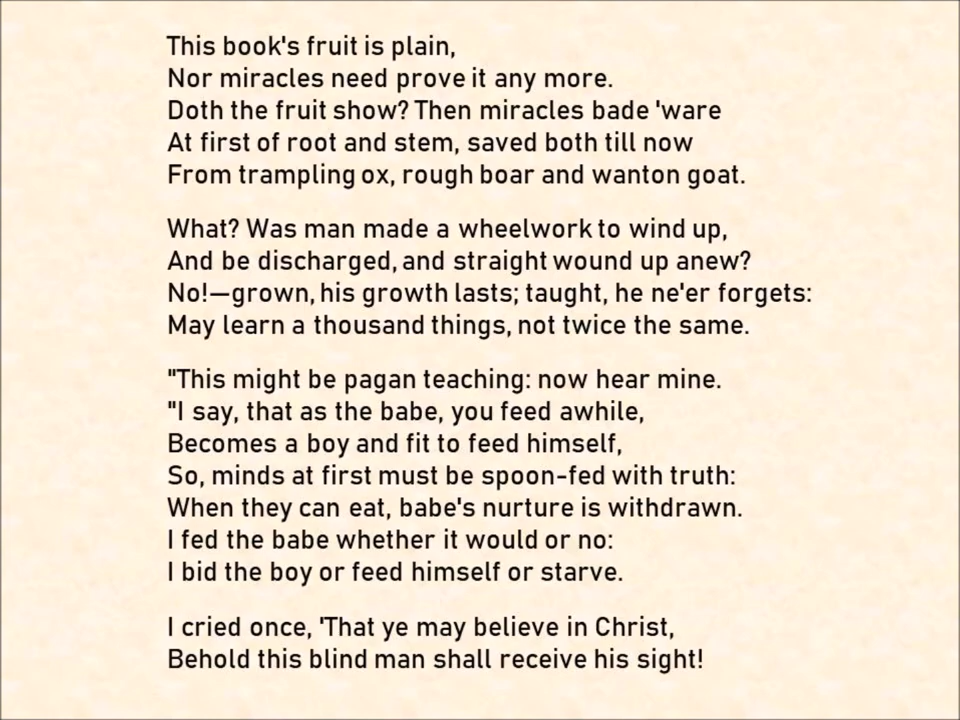 This book's fruit is plain,
Nor miracles need prove it any more.
Doth the fruit show? Then miracles bade 'ware
At first of root and stem, saved both till now
From trampling ox, rough boar and wanton goat.
What? Was man made a wheelwork to wind up,
And be discharged, and straight wound up anew?
No!—grown, his growth lasts; taught, he ne'er forgets:
May learn a thousand things, not twice the same.
"This might be pagan teaching: now hear mine.
"I say, that as the babe, you feed awhile,
Becomes a boy and fit to feed himself,
So, minds at first must be spoon-fed with truth:
When they can eat, babe's nurture is withdrawn.
I fed the babe whether it would or no:
I bid the boy or feed himself or starve.
I cried once, 'That ye may believe in Christ,
Behold this blind man shall receive his sight!